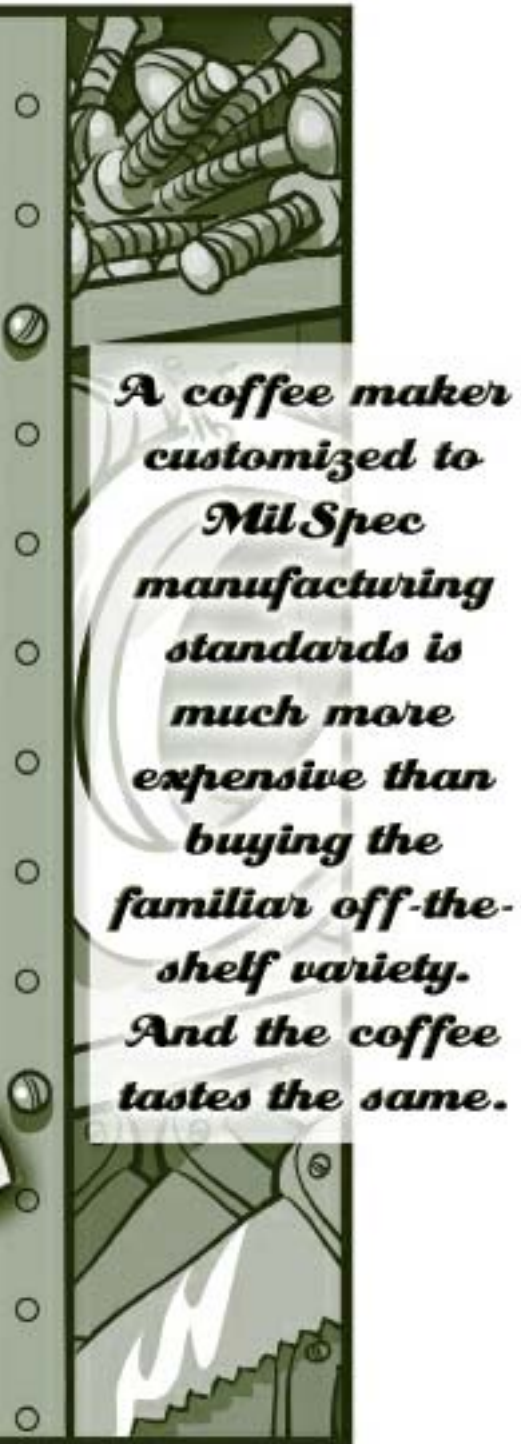 A coffee maker
customized to
MilSpec
manufacturing
standards is
much more
expensive than
buying the
familiar off-the-
shelf variety.
And the coffee
tastes the same.